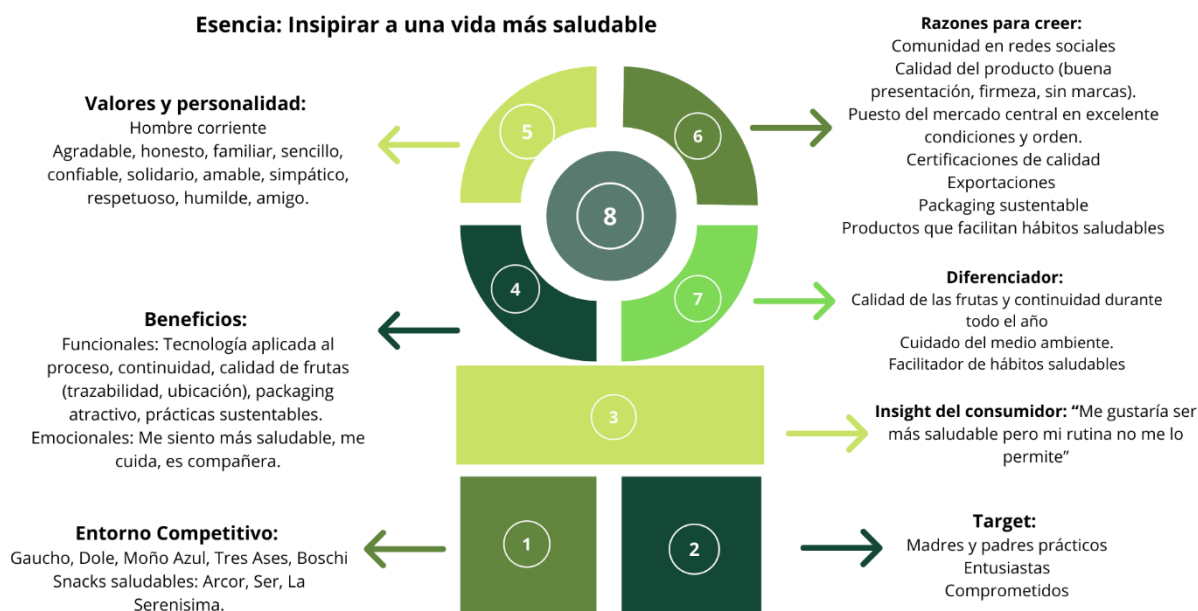 Esencia: Insipirar a una vida más saludable
Valores y personalidad:
Hombre corriente
Agradable, honesto, familiar, sencillo,
confiable, solidario, amable, simpático,
respetuoso, humilde, amigo.
5
6
Razones para creer:
Comunidad en redes sociales
Calidad del producto (buena
presentación, firmeza, sin marcas).
Puesto del mercado central en excelente
condiciones y orden.
Certificaciones de calidad
Exportaciones
Packaging sustentable
Productos que facilitan hábitos saludables
8
Beneficios:
Funcionales: Tecnología aplicada al
proceso, continuidad, calidad de frutas
(trazabilidad, ubicación), packaging
atractivo, prácticas sustentables.
Emocionales: Me siento más saludable, me
cuida, es compañera.
4
7
Diferenciador:
Calidad de las frutas y continuidad durante
todo el año
Cuidado del medio ambiente.
Facilitador de hábitos saludables
3
Insight del consumidor: “Me gustaría ser
más saludable pero mi rutina no me lo
permite”
Entorno Competitivo:
Gaucho, Dole, Moño Azul, Tres Ases, Boschi
Snacks saludables: Arcor, Ser, La
Serenisima.
1
2
Target:
Madres y padres prácticos
Entusiastas
Comprometidos